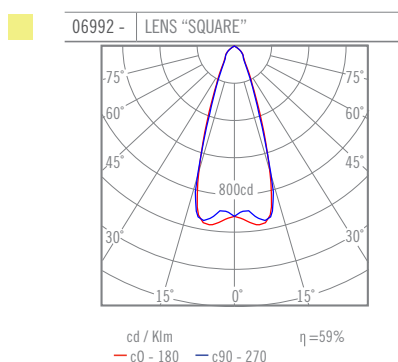 06992 - LENS “SQUARE”
75° 75°
60° 60°
45° 45°
800cd
30° 30°
15° 0° 15°
cd / Klm η=59%
c0 - 180 c90 - 270